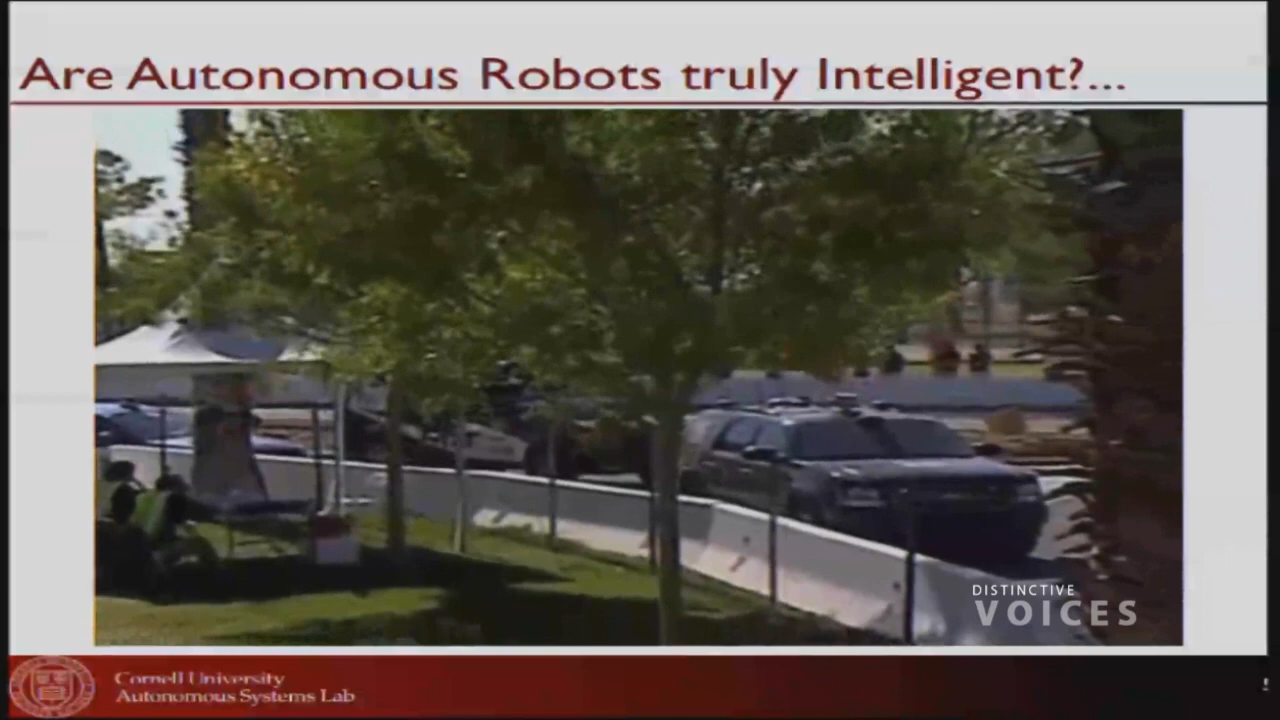 Are Autonomous Robots truly Intelligent?...
DISTINCTIVE
VOICES
Cornell University
Autonomous Systems Lab